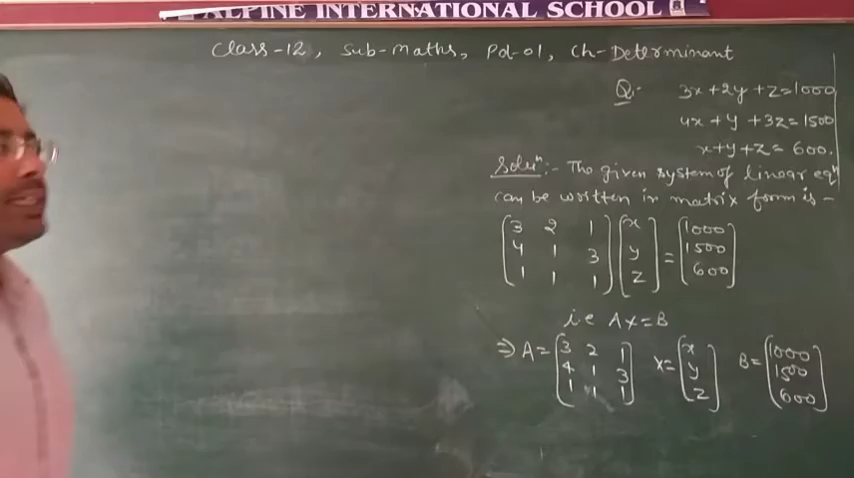 ALPINE INTERNATIONAL SCHOOL
Class-12, Sub-Maths, Pd-01, Ch-Determinant
Q:- 3x+2y+z=1000
4x+y+3z=1500
x+y+z=600.
Soluⁿ:- The given system of linear eqⁿ
can be written in matrix form is -
[3 2 1] [x] = [1000]
[4 1 3] [y] = [1500]
[1 1 1] [z] = [600]
i.e AX=B
⇒ A= [3 2 1] X= [x] B= [1000]
[4 1 3] [y] [1500]
[1 1 1] [z] [600]